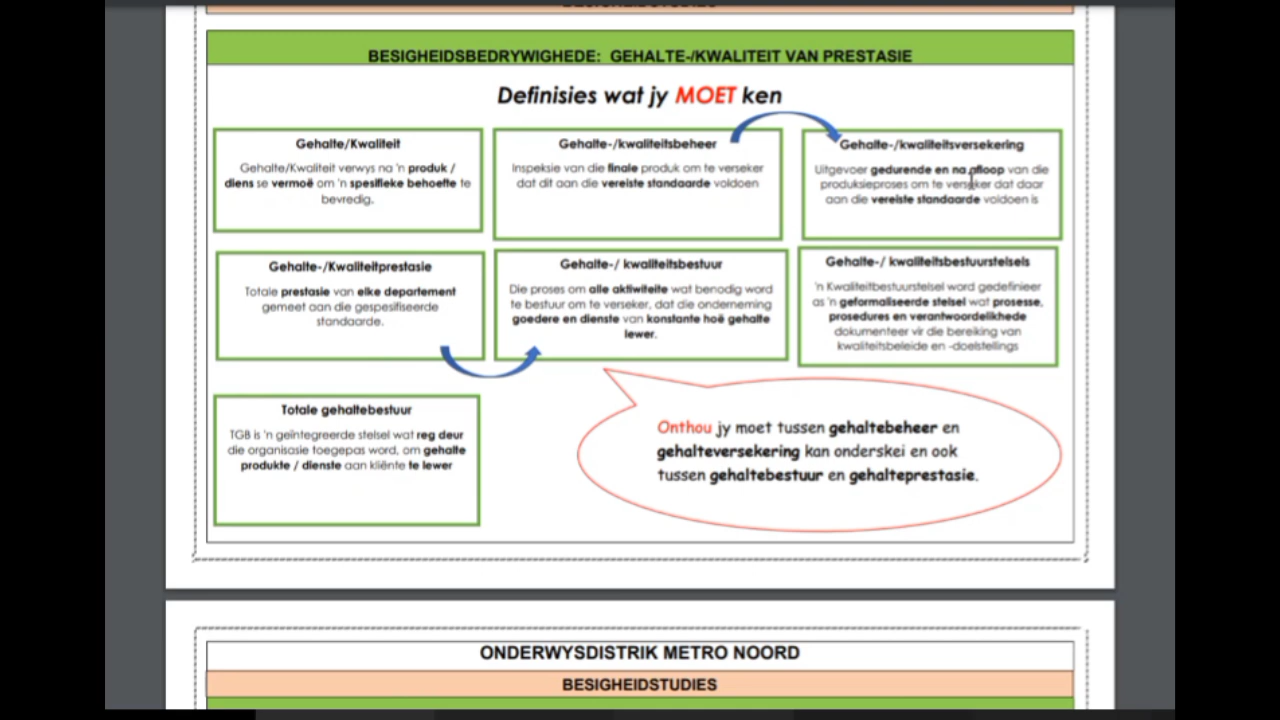 BESIGHEIDSTUDIES
BESIGHEIDSBEDRYWIGHEDE: GEHALTE-/KWALITEIT VAN PRESTASIE
Definisies wat jy MOET ken
Gehalte/Kwaliteit
Gehalte/Kwaliteit verwys na 'n produk /
diens se vermoë om 'n spesifieke behoefte te
bevredig.
Gehalte-/kwaliteitsbeheer
Inspeksie van die finale produk om te verseker
dat dit aan die vereiste standaarde voldoen
Gehalte-/kwaliteitsversekering
Uitgevoer gedurende en na afloop van die
produksieproses om te verseker dat daar
aan die vereiste standaarde voldoen is
Gehalte-/Kwaliteitprestasie
Totale prestasie van elke departement
gemeet aan die gespesifiseerde
standaarde.
Gehalte-/ kwaliteitsbestuur
Die proses om alle aktiwiteite wat benodig word
te bestuur om te verseker, dat die onderneming
goedere en dienste van konstante hoë gehalte
lewer.
Gehalte-/ kwaliteitsbestuurstelsels
'n Kwaliteitbestuurstelsel word gedefinieer
as 'n geformaliseerde stelsel wat prosesse,
prosedures en verantwoordelikhede
dokumenteer vir die bereiking van
kwaliteitsbeleide en -doelstellings
Totale gehaltebestuur
TGB is 'n geïntegreerde stelsel wat reg deur
die organisasie toegepas word, om gehalte
produkte / dienste aan kliënte te lewer
Onthou jy moet tussen gehaltebeheer en
gehalteversekering kan onderskei en ook
tussen gehaltebestuur en gehalteprestasie.
ONDERWYSDISTRIK METRO NOORD
BESIGHEIDSTUDIES